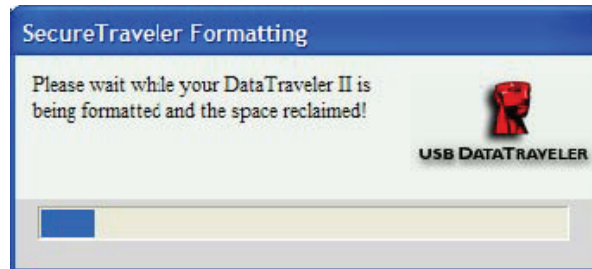 SecureTraveler Formatting
Please wait while your DataTraveler II is
being formatted and the space reclaimed!
USB DATATRAVELER